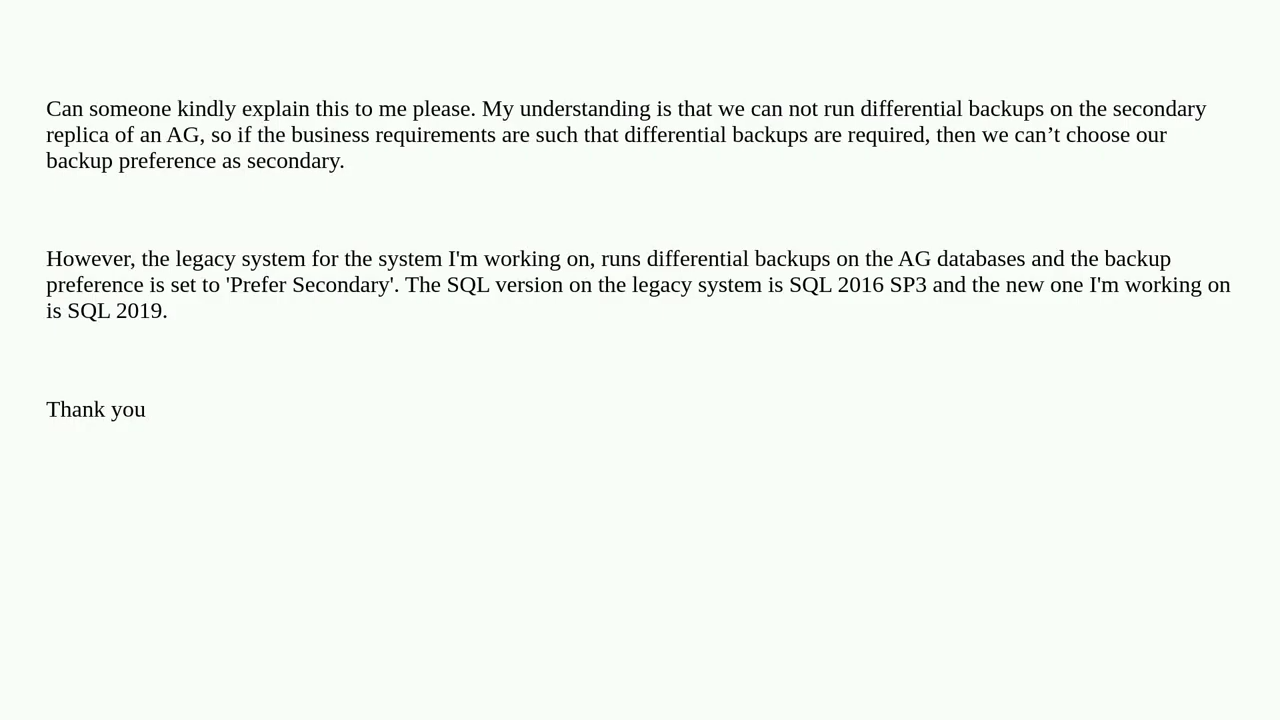 Can someone kindly explain this to me please. My understanding is that we can not run differential backups on the secondary
replica of an AG, so if the business requirements are such that differential backups are required, then we can’t choose our
backup preference as secondary.
However, the legacy system for the system I'm working on, runs differential backups on the AG databases and the backup
preference is set to 'Prefer Secondary'. The SQL version on the legacy system is SQL 2016 SP3 and the new one I'm working on
is SQL 2019.
Thank you